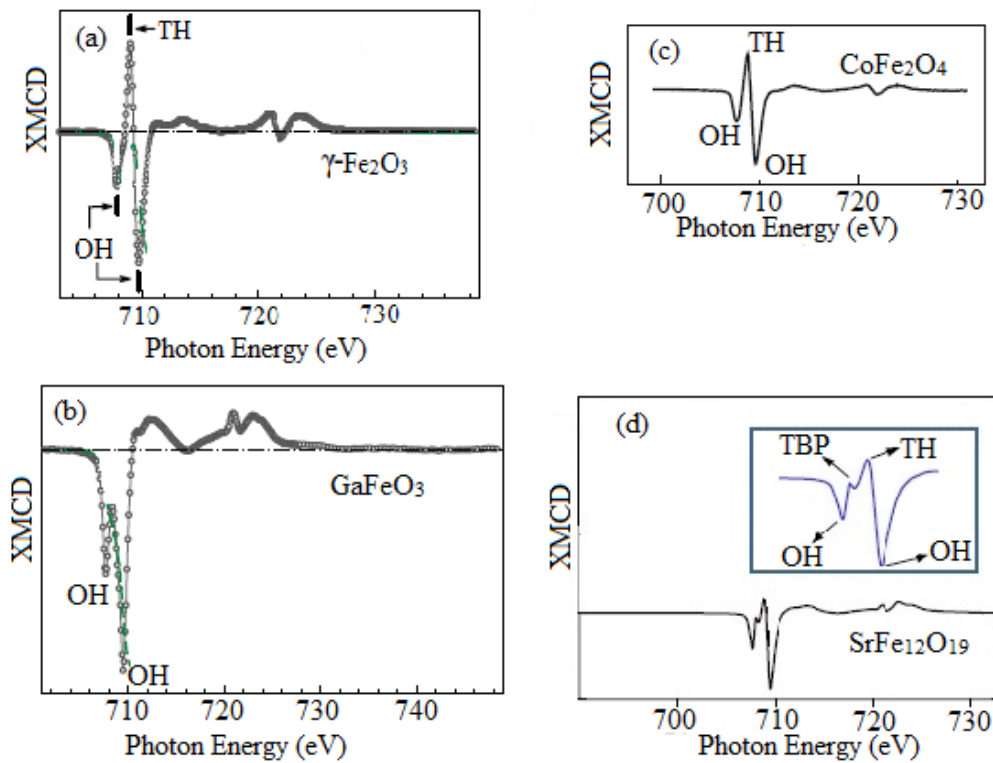 (a)
TH
XMCD
γ-Fe₂O₃
OH
710 720 730
Photon Energy (eV)
(b)
GaFeO₃
XMCD
OH
OH
710 720 730 740
Photon Energy (eV)
(c)
TH
CoFe₂O₄
XMCD
OH
OH
700 710 720 730
Photon Energy (eV)
(d)
TBP
TH
OH
OH
XMCD
SrFe₁₂O₁₉
700 710 720 730
Photon Energy (eV)